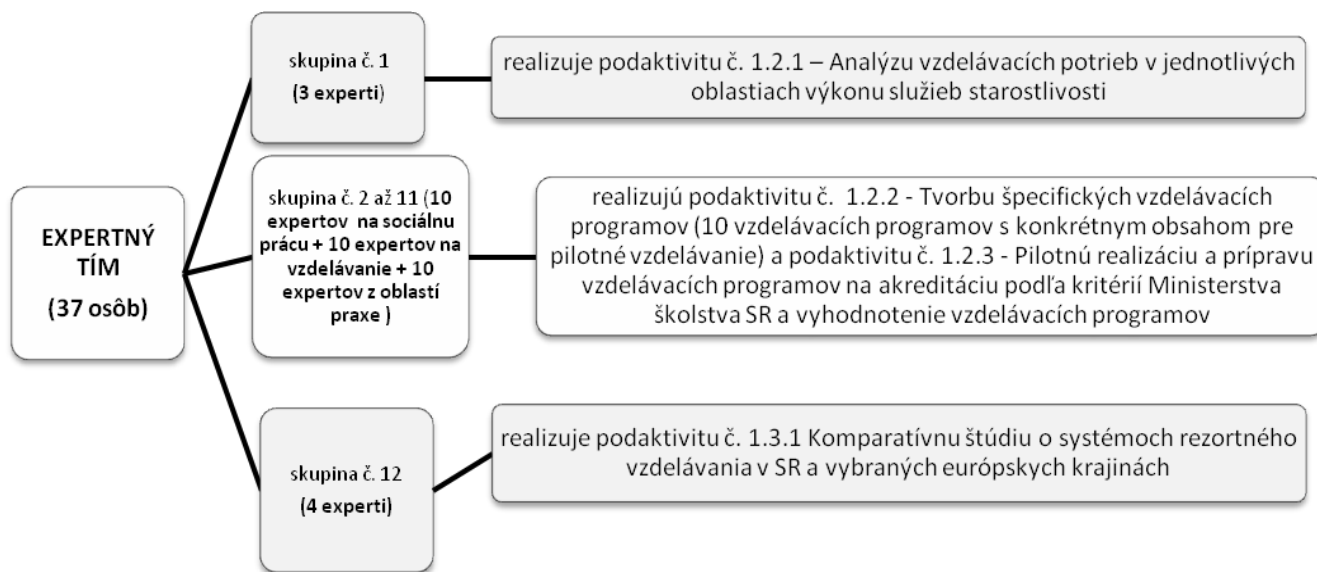 EXPERTNÝ
TÍM
(37 osôb)
skupina č. 1
(3 experti)
realizuje podaktivitu č. 1.2.1 – Analýzu vzdelávacích potrieb v jednotlivých
oblastiach výkonu služieb starostlivosti
skupina č. 2 až 11 (10
expertov na sociálnu
prácu + 10 expertov na
vzdelávanie + 10
expertov z oblastí
praxe )
realizujú podaktivitu č. 1.2.2 - Tvorbu špecifických vzdelávacích
programov (10 vzdelávacích programov s konkrétnym obsahom pre
pilotné vzdelávanie) a podaktivitu č. 1.2.3 - Pilotnú realizáciu a prípravu
vzdelávacích programov na akreditáciu podľa kritérií Ministerstva
školstva SR a vyhodnotenie vzdelávacích programov
skupina č. 12
(4 experti)
realizuje podaktivitu č. 1.3.1 Komparatívnu štúdiu o systémoch rezortného
vzdelávania v SR a vybraných európskych krajinách